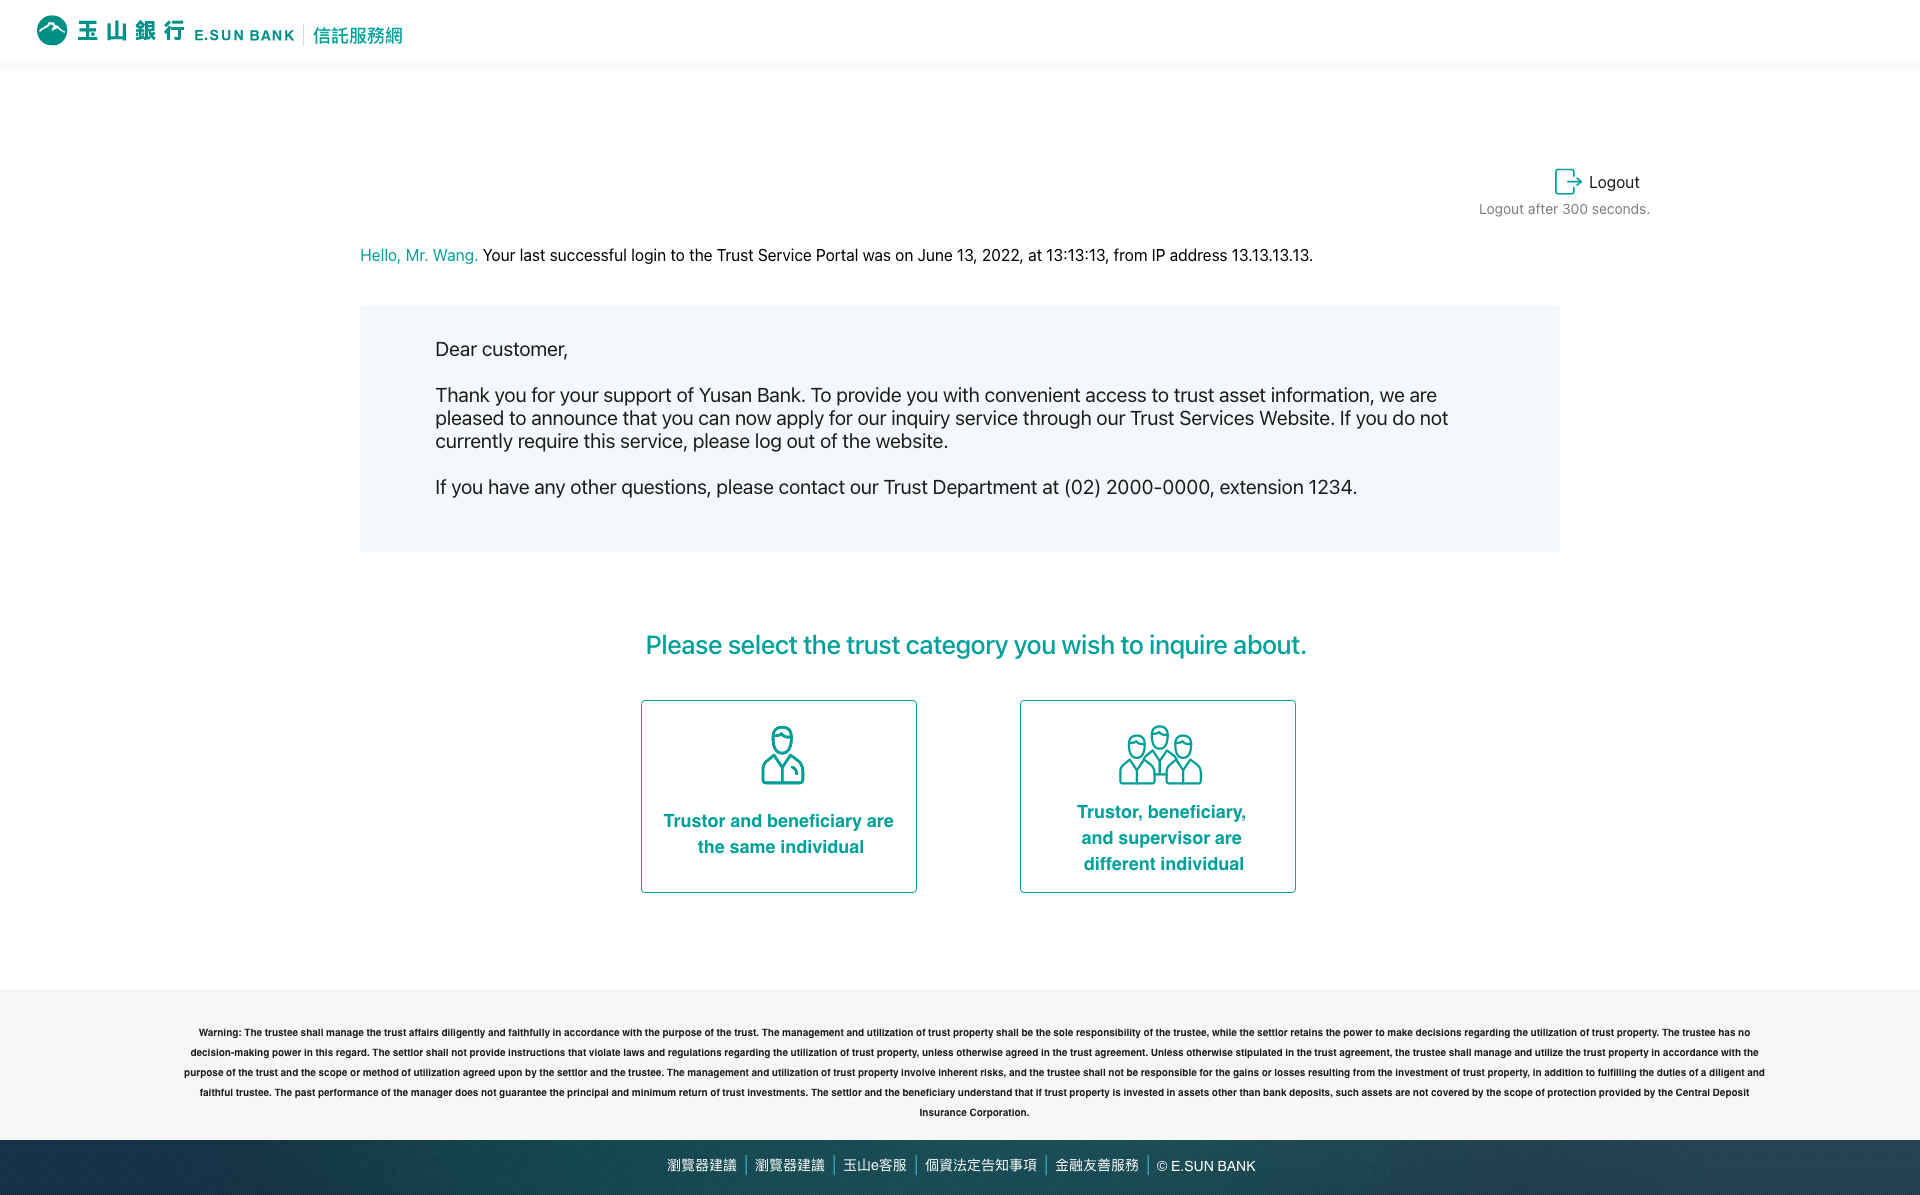 玉山銀行 E.SUN BANK 信託服務網
Logout
Logout after 300 seconds.
Hello, Mr. Wang. Your last successful login to the Trust Service Portal was on June 13, 2022, at 13:13:13, from IP address 13.13.13.13.
Dear customer,
Thank you for your support of Yusan Bank. To provide you with convenient access to trust asset information, we are
pleased to announce that you can now apply for our inquiry service through our Trust Services Website. If you do not
currently require this service, please log out of the website.
If you have any other questions, please contact our Trust Department at (02) 2000-0000, extension 1234.
Please select the trust category you wish to inquire about.
Trustor and beneficiary are
the same individual
Trustor, beneficiary,
and supervisor are
different individual
Warning: The trustee shall manage the trust affairs diligently and faithfully in accordance with the purpose of the trust. The management and utilization of trust property shall be the sole responsibility of the trustee, while the settlor retains the power to make decisions regarding the utilization of trust property. The trustee has no
decision-making power in this regard. The settlor shall not provide instructions that violate laws and regulations regarding the utilization of trust property, unless otherwise agreed in the trust agreement. Unless otherwise stipulated in the trust agreement, the trustee shall manage and utilize the trust property in accordance with the
purpose of the trust and the scope or method of utilization agreed upon by the settlor and the trustee. The management and utilization of trust property involve inherent risks, and the trustee shall not be responsible for the gains or losses resulting from the investment of trust property, in addition to fulfilling the duties of a diligent and
faithful trustee. The past performance of the manager does not guarantee the principal and minimum return of trust investments. The settlor and the beneficiary understand that if trust property is invested in assets other than bank deposits, such assets are not covered by the scope of protection provided by the Central Deposit
Insurance Corporation.
瀏覽器建議 瀏覽器建議 玉山e客服 個資法定告知事項 金融友善服務 © E.SUN BANK